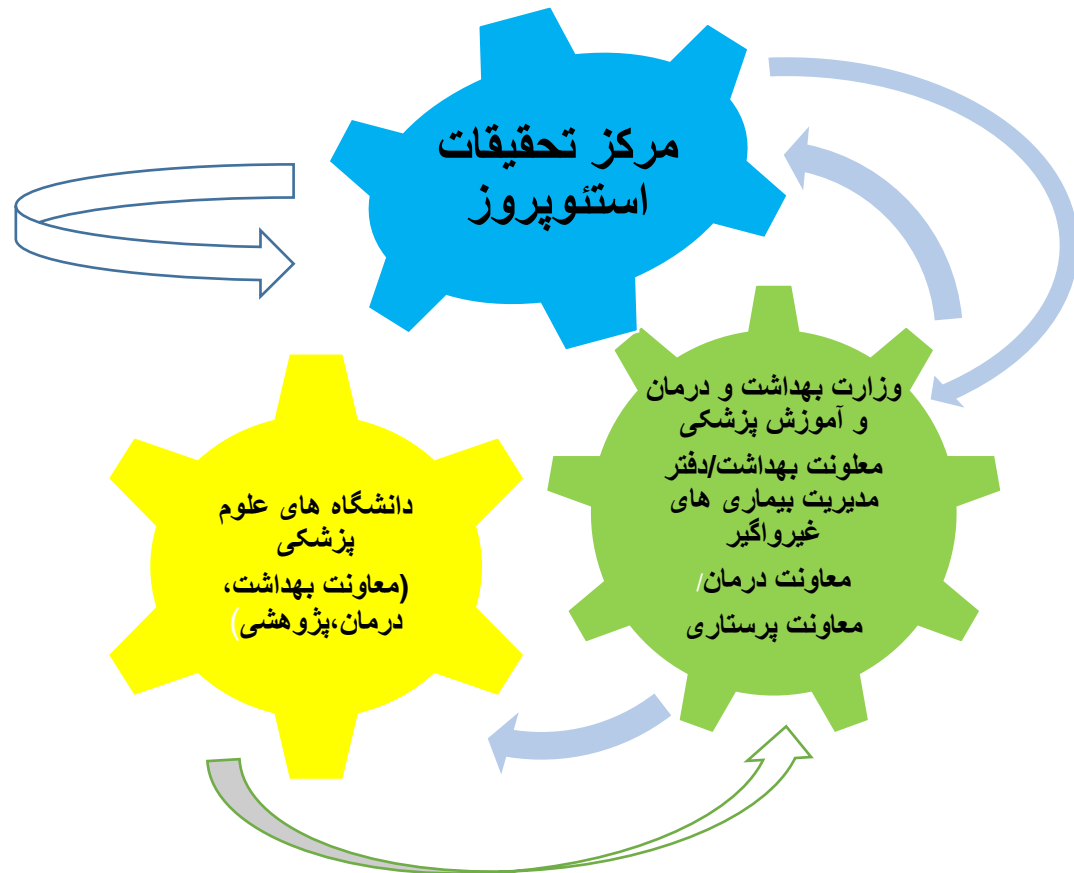 مرکز تحقیقات
استئوپروز
وزارت بهداشت و درمان
و آموزش پزشکی
معلونت بهداشت/دفتر
مدیریت بیماری های
غیرواگیر
معاونت درمان/
معاونت پرستاری
دانشگاه های علوم
پزشکی
(معاونت بهداشت،
درمان،پژوهشی)